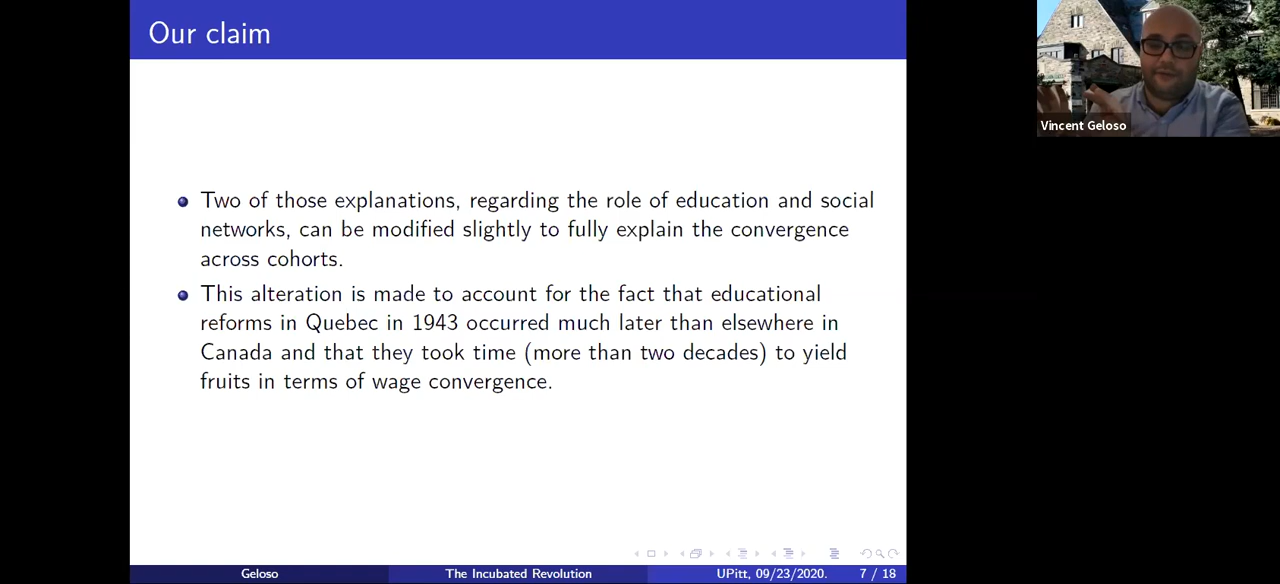 Our claim
Two of those explanations, regarding the role of education and social
networks, can be modified slightly to fully explain the convergence
across cohorts.
This alteration is made to account for the fact that educational
reforms in Quebec in 1943 occurred much later than elsewhere in
Canada and that they took time (more than two decades) to yield
fruits in terms of wage convergence.
Geloso The Incubated Revolution UPitt, 09/23/2020. 7 / 18
Vincent Geloso